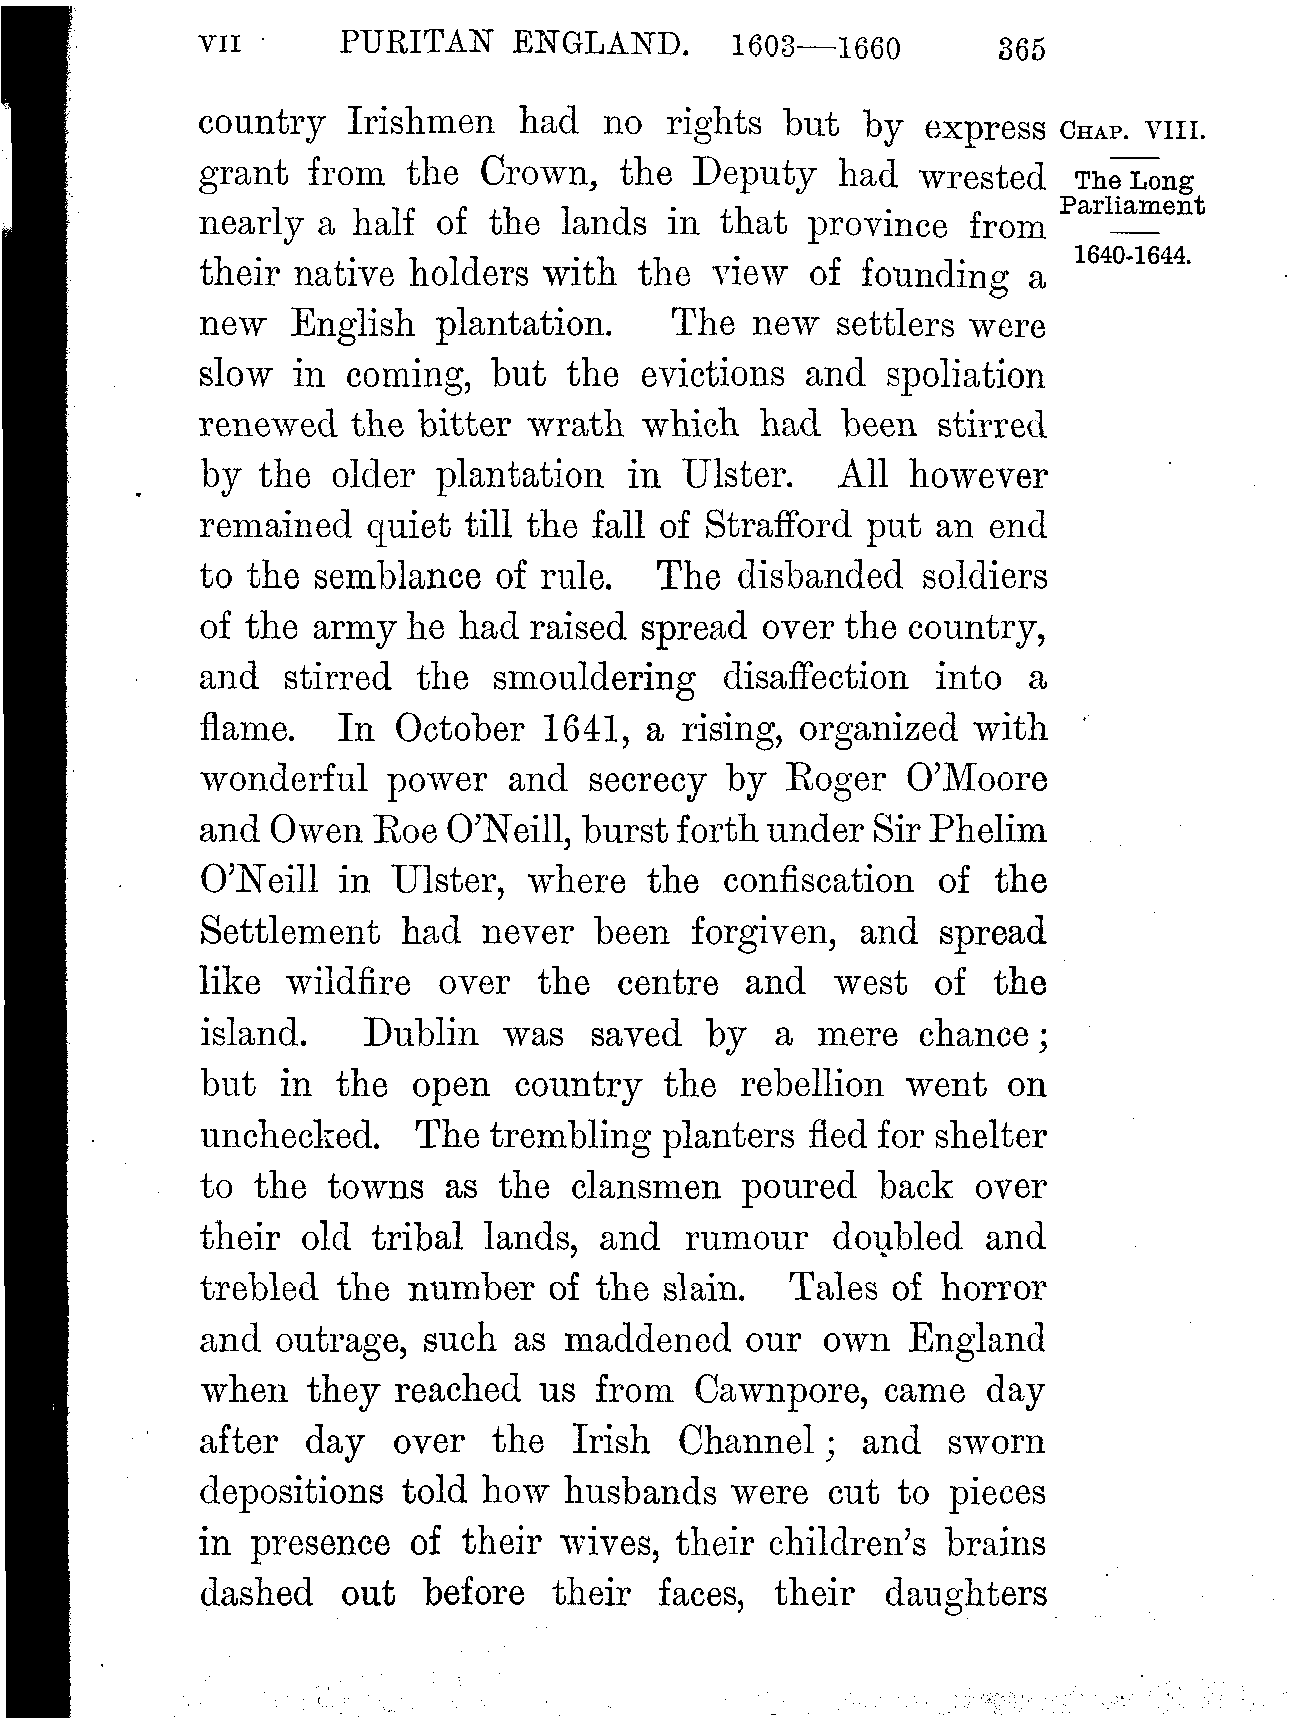 VII PURITAN ENGLAND. 1603—1660 365
country Irishmen had no rights but by express
grant from the Crown, the Deputy had wrested
nearly a half of the lands in that province from
their native holders with the view of founding a
new English plantation. The new settlers were
slow in coming, but the evictions and spoliation
renewed the bitter wrath which had been stirred
by the older plantation in Ulster. All however
remained quiet till the fall of Strafford put an end
to the semblance of rule. The disbanded soldiers
of the army he had raised spread over the country,
and stirred the smouldering disaffection into a
flame. In October 1641, a rising, organized with
wonderful power and secrecy by Roger O'Moore
and Owen Roe O'Neill, burst forth under Sir Phelim
O'Neill in Ulster, where the confiscation of the
Settlement had never been forgiven, and spread
like wildfire over the centre and west of the
island. Dublin was saved by a mere chance;
but in the open country the rebellion went on
unchecked. The trembling planters fled for shelter
to the towns as the clansmen poured back over
their old tribal lands, and rumour doubled and
trebled the number of the slain. Tales of horror
and outrage, such as maddened our own England
when they reached us from Cawnpore, came day
after day over the Irish Channel; and sworn
depositions told how husbands were cut to pieces
in presence of their wives, their children's brains
dashed out before their faces, their daughters
CHAP. VIII.
The Long
Parliament
1640-1644.